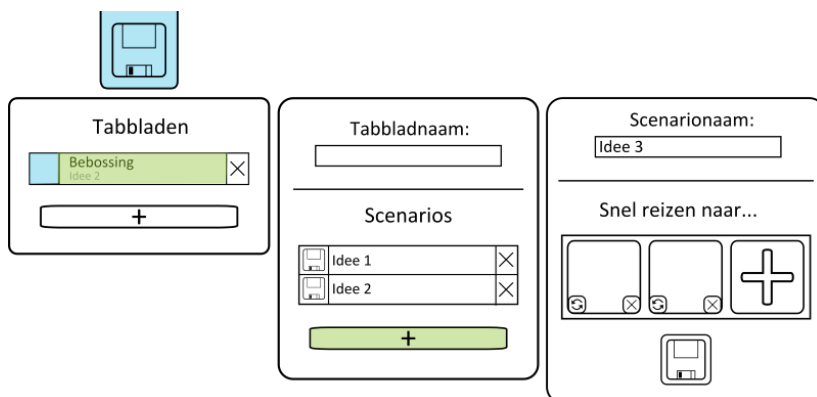 Tabbladen
Bebossing
Idee 2
+
Tabbladnaam:
Scenarios
Idee 1
Idee 2
+
Scenarionaam:
Idee 3
Snel reizen naar...